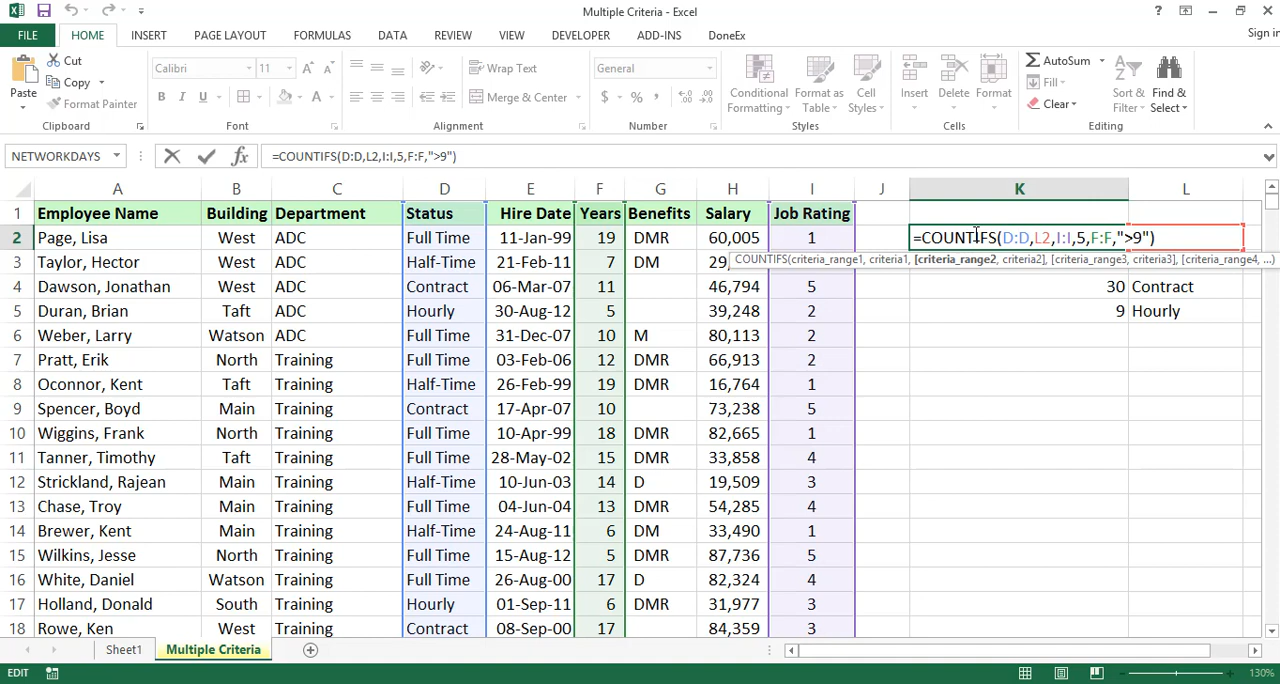 Multiple Criteria - Excel
?
FILE HOME INSERT PAGE LAYOUT FORMULAS DATA REVIEW VIEW DEVELOPER ADD-INS DoneEx Sign in
Paste Cut Copy Format Painter
Calibri 11 A A B I U A
Wrap Text Merge & Center
General $ % , .0 .00 .00 .0
Conditional Formatting Format as Table Cell Styles
Insert Delete Format
AutoSum Fill Clear Sort & Filter Find & Select
Clipboard Font Alignment Number Styles Cells Editing
NETWORKDAYS fx =COUNTIFS(D:D,L2,I:I,5,F:F,">9")
A B C D E F G H I J K L
1 Employee Name Building Department Status Hire Date Years Benefits Salary Job Rating
2 Page, Lisa West ADC Full Time 11-Jan-99 19 DMR 60,005 1 =COUNTIFS(D:D,L2,I:I,5,F:F,">9")
COUNTIFS(criteria_range1, criteria1, [criteria_range2, criteria2], [criteria_range3, criteria3], [criteria_range4, ...)
3 Taylor, Hector West ADC Half-Time 21-Feb-11 7 DM 29,
4 Dawson, Jonathan West ADC Contract 06-Mar-07 11 46,794 5 30 Contract
5 Duran, Brian Taft ADC Hourly 30-Aug-12 5 39,248 2 9 Hourly
6 Weber, Larry Watson ADC Full Time 31-Dec-07 10 M 80,113 2
7 Pratt, Erik North Training Full Time 03-Feb-06 12 DMR 66,913 2
8 Oconnor, Kent Taft Training Half-Time 26-Feb-99 19 DMR 16,764 1
9 Spencer, Boyd Main Training Contract 17-Apr-07 10 73,238 5
10 Wiggins, Frank North Training Full Time 10-Apr-99 18 DMR 82,665 1
11 Tanner, Timothy Taft Training Full Time 28-May-02 15 DMR 33,858 4
12 Strickland, Rajean Main Training Half-Time 10-Jun-03 14 D 19,509 3
13 Chase, Troy Main Training Full Time 04-Jun-04 13 DMR 54,285 4
14 Brewer, Kent Main Training Half-Time 24-Aug-11 6 DM 33,490 1
15 Wilkins, Jesse North Training Full Time 15-Aug-12 5 DMR 87,736 5
16 White, Daniel Watson Training Full Time 26-Aug-00 17 D 82,324 4
17 Holland, Donald South Training Hourly 01-Sep-11 6 DMR 31,977 3
18 Rowe, Ken West Training Contract 08-Sep-00 17 84,359 3
Sheet1 Multiple Criteria
EDIT 130%